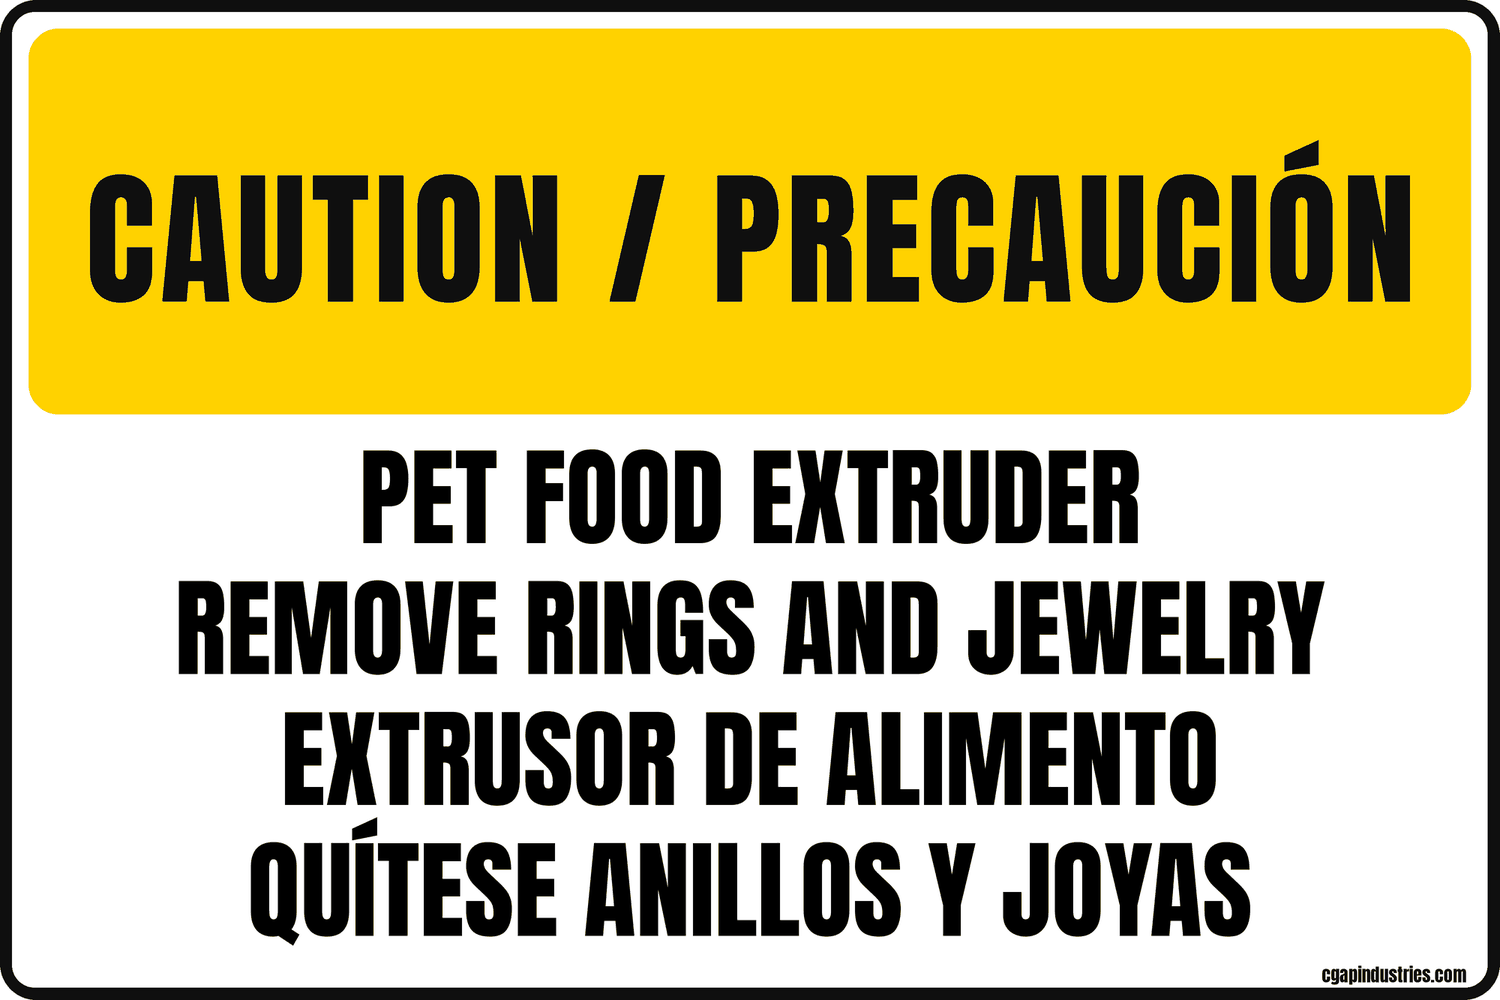 CAUTION / PRECAUCIÓN
PET FOOD EXTRUDER
REMOVE RINGS AND JEWELRY
EXTRUSOR DE ALIMENTO
QUÍTESE ANILLOS Y JOYAS
cgapindustries.com